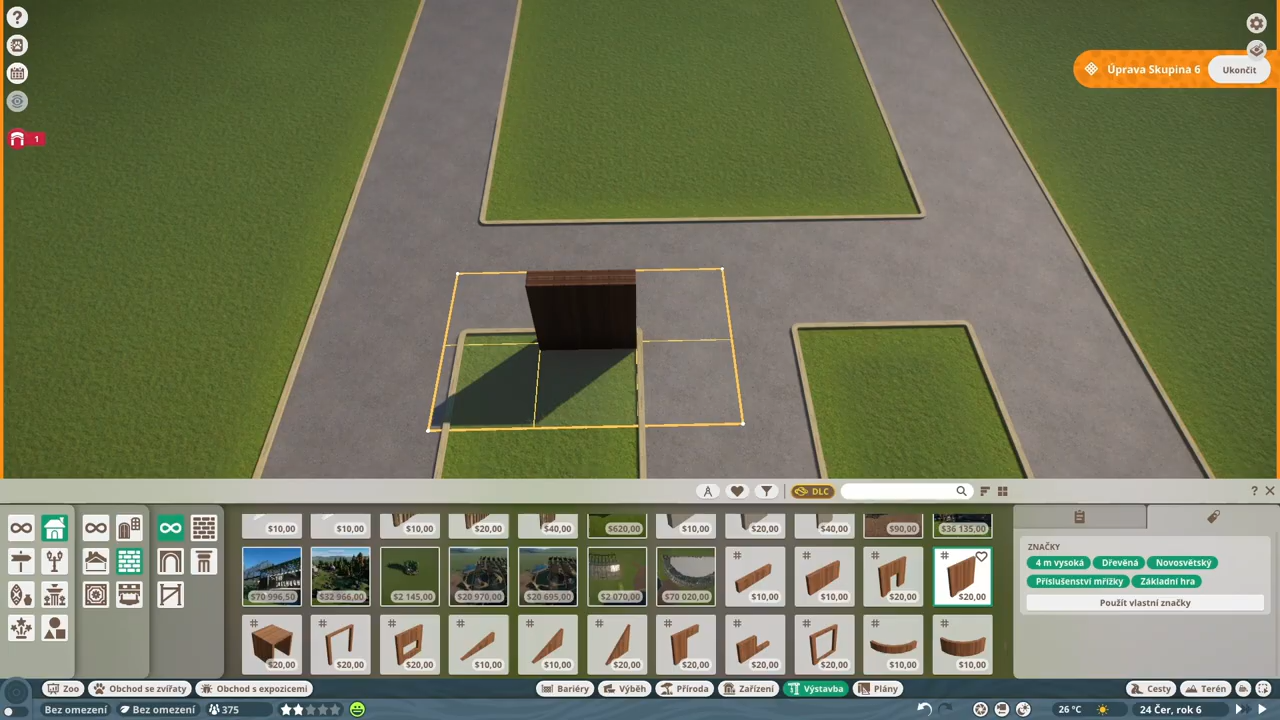 ?
Úprava Skupina 6
Ukončit
1
DLC
? ×
$10,00 $10,00 $10,00 $20,00 $40,00 $620,00 $10,00 $20,00 $40,00 $90,00 $36 135,00
$70 996,50 $32 966,00 $2 145,00 $20 970,00 $20 695,00 $2 070,00 $70 020,00 $10,00 $10,00 $20,00 $20,00
$20,00 $20,00 $20,00 $10,00 $10,00 $20,00 $20,00 $20,00 $20,00 $10,00 $10,00
ZNAČKY
4 m vysoká Dřevěná Novosvětský
Příslušenství mřížky Základní hra
Použít vlastní značky
Zoo Obchod se zvířaty Obchod s expozicemi Bariéry Výběh Příroda Zařízení Výstavba Plány Cesty Terén
Bez omezení Bez omezení 375 26 °C 24 Čer, rok 6